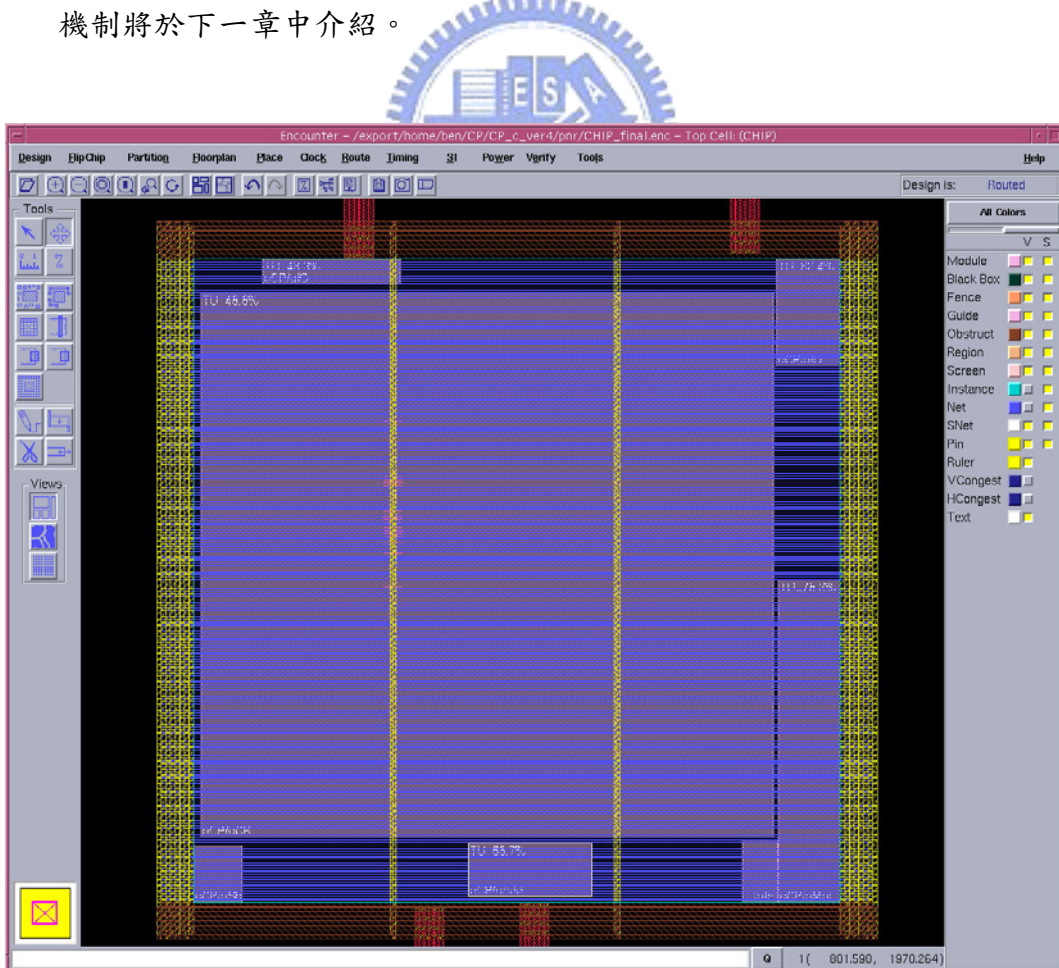 機制將於下一章中介紹。
ESA
Encounter - /export/home/ben/CP/CP_c_ver4/pnr/CHIP_final.enc - Top Cell: (CHIP)
Design FlipChip Partition Floorplan Place Clock Route Timing SI Power Verify Tools Help
Design is: Routed
Tools
All Colors
V S
Module
Black Box
Fence
Guide
Obstruct
Region
Screen
Instance
Net
SNet
Pin
Ruler
VCongest
HCongest
Text
Views
TU 48.8%
TU 65.7%
Q 1( 801.590, 1970.264)